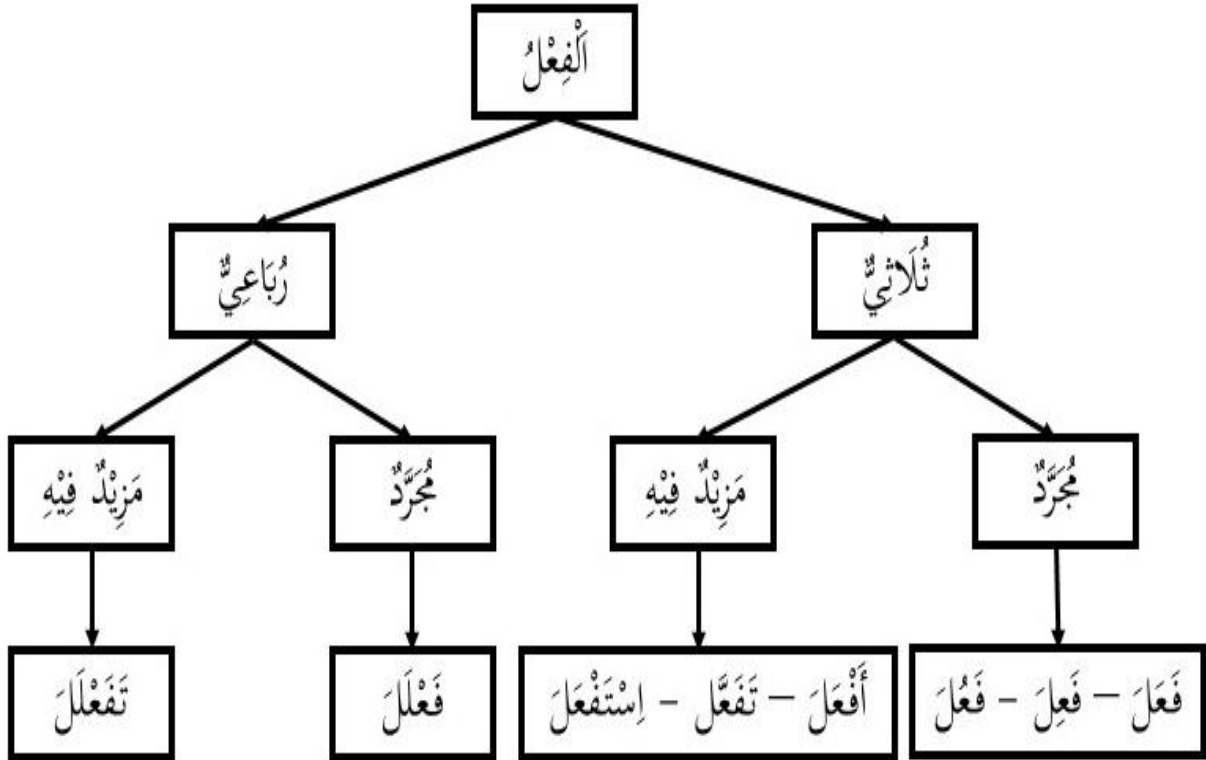 اَلْفِعْلُ
ثُلَاثِيٌّ
رُبَاعِيٌّ
مُجَرَّدٌ
مَزِيْدٌ فِيْهِ
مُجَرَّدٌ
مَزِيْدٌ فِيْهِ
فَعَلَ – فَعِلَ – فَعُلَ
أَفْعَلَ – تَفَعَّل – اِسْتَفْعَلَ
فَعْلَلَ
تَفَعْلَلَ